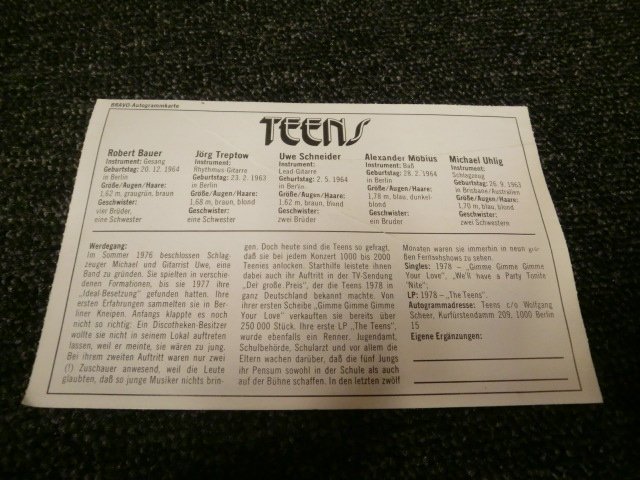 BRAVO-Autogrammkarte
TEENS
Robert Bauer
Instrument: Gesang
Geburtstag: 20. 12. 1964
in Berlin
Größe/Augen/Haare:
1,62 m, graugrün, braun
Geschwister:
vier Brüder,
eine Schwester
Jörg Treptow
Instrument:
Rhythmus-Gitarre
Geburtstag: 23. 2. 1963
in Berlin
Größe/Augen/Haare:
1,68 m, braun, blond
Geschwister:
eine Schwester
Uwe Schneider
Instrument:
Lead-Gitarre
Geburtstag: 2. 5. 1964
in Berlin
Größe/Augen/Haare:
1,62 m, braun, blond
Geschwister:
zwei Brüder
Alexander Möbius
Instrument: Baß
Geburtstag: 28. 2. 1964
in Berlin
Größe/Augen/Haare:
1,78 m, blau, dunkel-
blond
Geschwister:
ein Bruder
Michael Uhlig
Instrument:
Schlagzeug
Geburtstag: 26. 9. 1963
in Brisbane/Australien
Größe/Augen/Haare:
1,70 m, blau, blond
Geschwister:
zwei Schwestern
Werdegang:
Im Sommer 1976 beschlossen Schlag-
zeuger Michael und Gitarrist Uwe, eine
Band zu gründen. Sie spielten in verschie-
denen Formationen, bis sie 1977 ihre
„Ideal-Besetzung" gefunden hatten. Ihre
ersten Erfahrungen sammelten sie in Ber-
liner Kneipen. Anfangs klappte es noch
nicht so richtig: Ein Discotheken-Besitzer
wollte sie nicht in seinem Lokal auftreten
lassen, weil er meinte, sie wären zu jung.
Bei ihrem zweiten Auftritt waren nur zwei
(!) Zuschauer anwesend, weil die Leute
glaubten, daß so junge Musiker nichts brin-
gen. Doch heute sind die Teens so gefragt,
daß sie bei jedem Konzert 1000 bis 2000
Teenies anlocken. Starthilfe leistete ihnen
dabei auch ihr Auftritt in der TV-Sendung
„Der große Preis", der die Teens 1978 in
ganz Deutschland bekannt machte. Von
ihrer ersten Scheibe „Gimme Gimme Gimme
Your Love" verkauften sie bereits über
250 000 Stück. Ihre erste LP „The Teens",
wurde ebenfalls ein Renner. Jugendamt,
Schulbehörde, Schularzt und vor allem die
Eltern wachen darüber, daß die fünf Jungs
ihr Pensum sowohl in der Schule als auch
auf der Bühne schaffen. In den letzten zwölf
Monaten waren sie immerhin in neun gro-
ßen Fernsehshows zu sehen.
Singles: 1978 – „Gimme Gimme Gimme
Your Love", „We'll have a Party Tonite
'Nite";
LP: 1978 – „The Teens".
Autogrammadresse: Teens c/o Wolfgang
Scheer, Kurfürstendamm 209, 1000 Berlin
15
Eigene Ergänzungen: